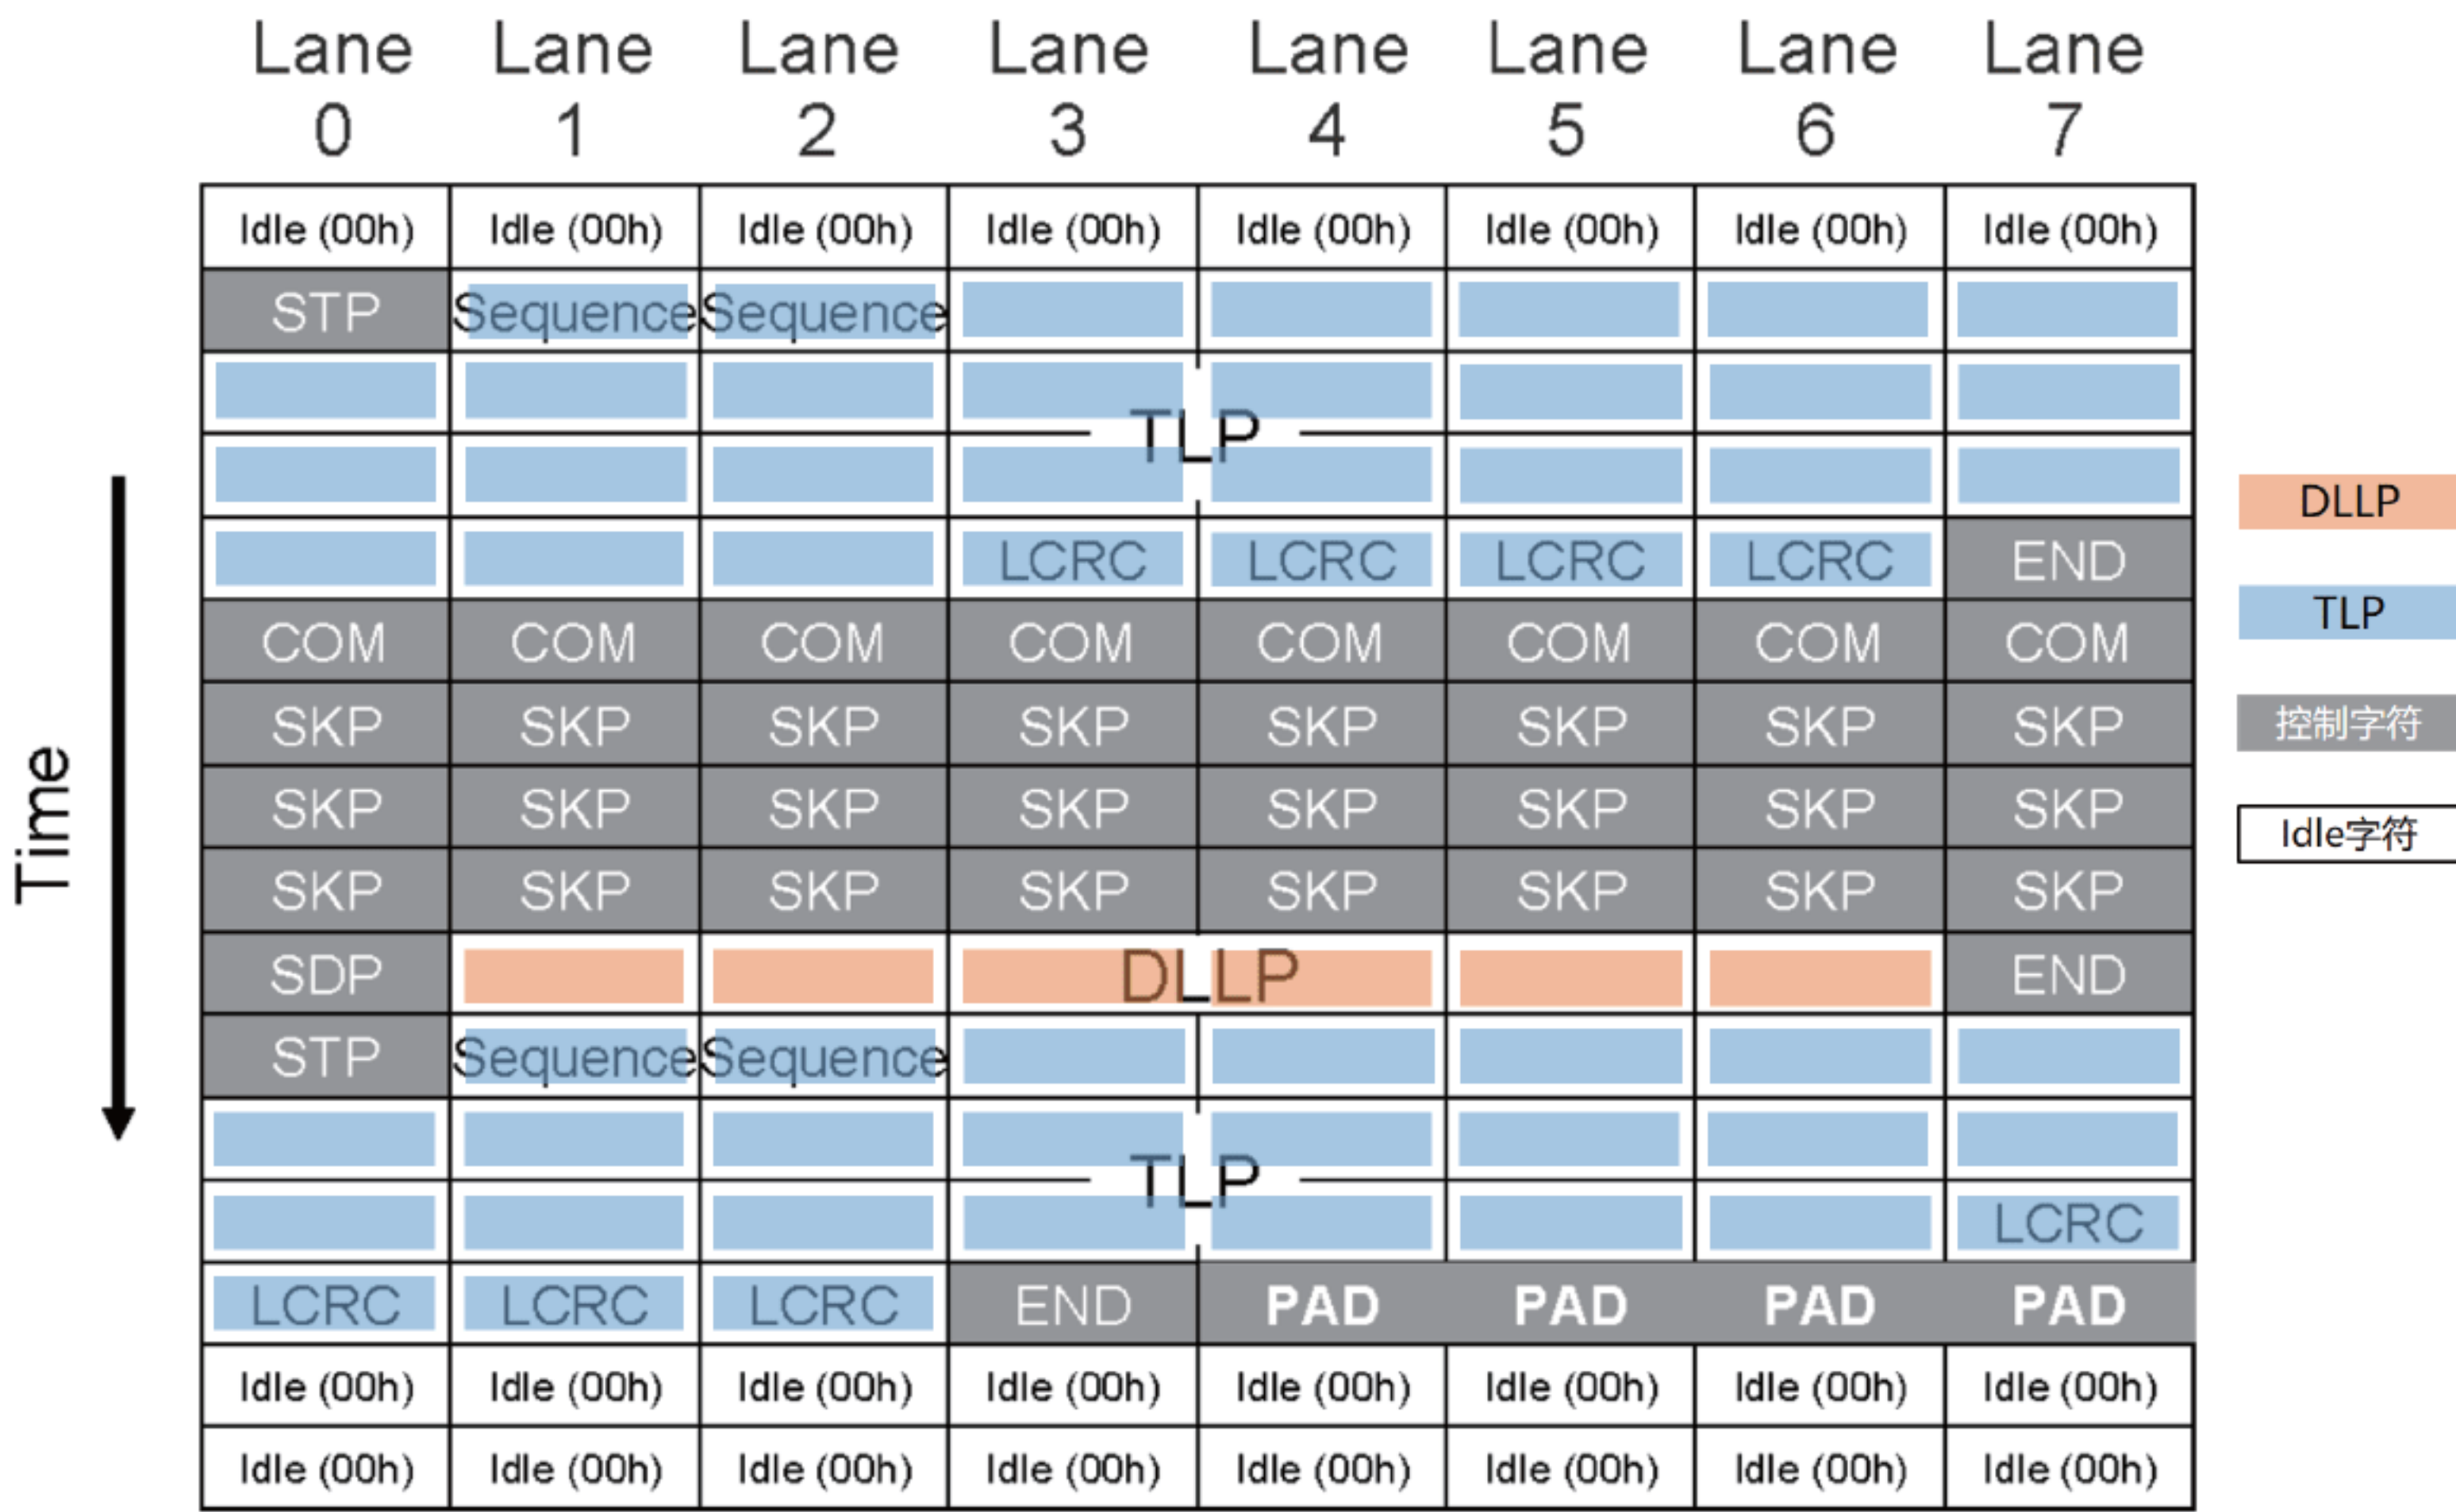 Lane Lane Lane Lane Lane Lane Lane Lane
0 1 2 3 4 5 6 7
Idle (00h) Idle (00h) Idle (00h) Idle (00h) Idle (00h) Idle (00h) Idle (00h) Idle (00h)
STP Sequence Sequence
TLP
LCRC LCRC LCRC LCRC END
COM COM COM COM COM COM COM COM
SKP SKP SKP SKP SKP SKP SKP SKP
SKP SKP SKP SKP SKP SKP SKP SKP
SKP SKP SKP SKP SKP SKP SKP SKP
SDP DLLP END
STP Sequence Sequence
TLP
LCRC
LCRC LCRC LCRC END PAD PAD PAD PAD
Idle (00h) Idle (00h) Idle (00h) Idle (00h) Idle (00h) Idle (00h) Idle (00h) Idle (00h)
Idle (00h) Idle (00h) Idle (00h) Idle (00h) Idle (00h) Idle (00h) Idle (00h) Idle (00h)
Time
DLLP
TLP
控制字符
Idle字符